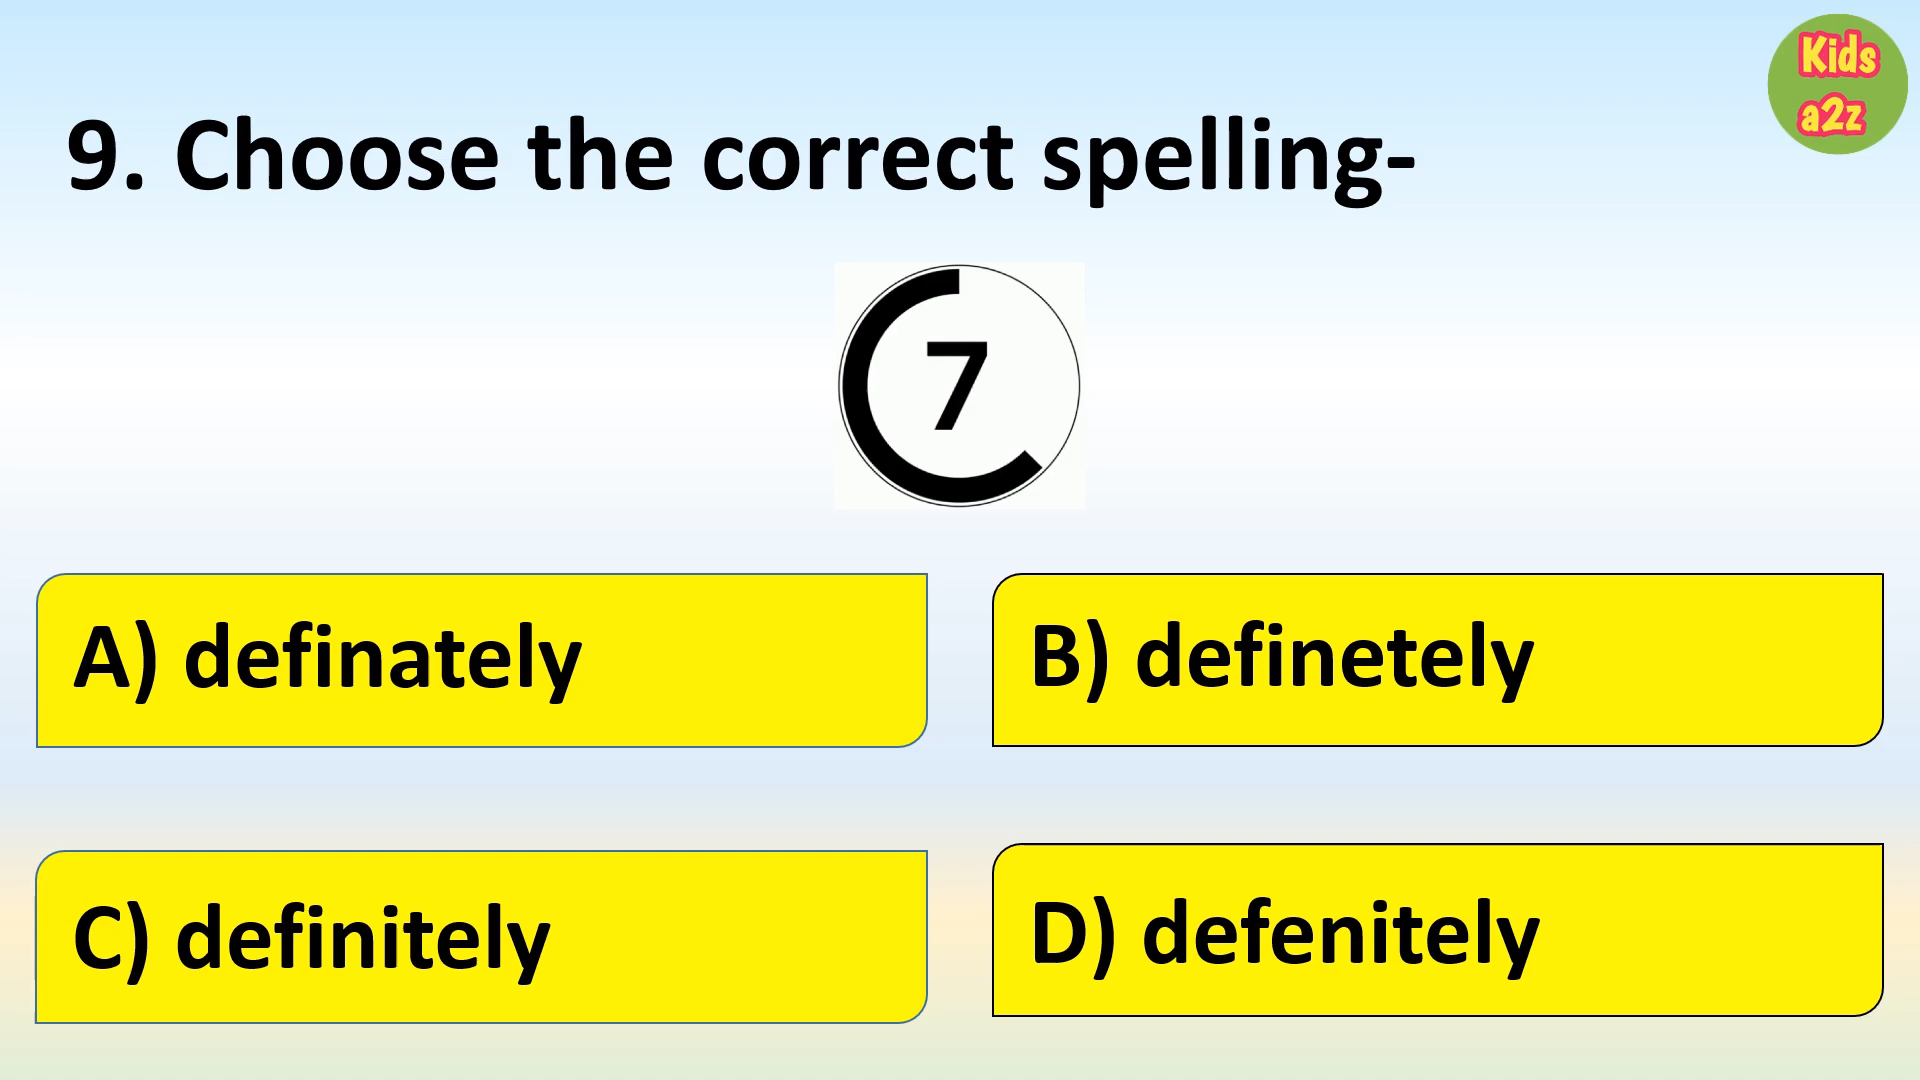 Kids
a2z
9. Choose the correct spelling-
7
A) definately
B) definetely
C) definitely
D) defenitely